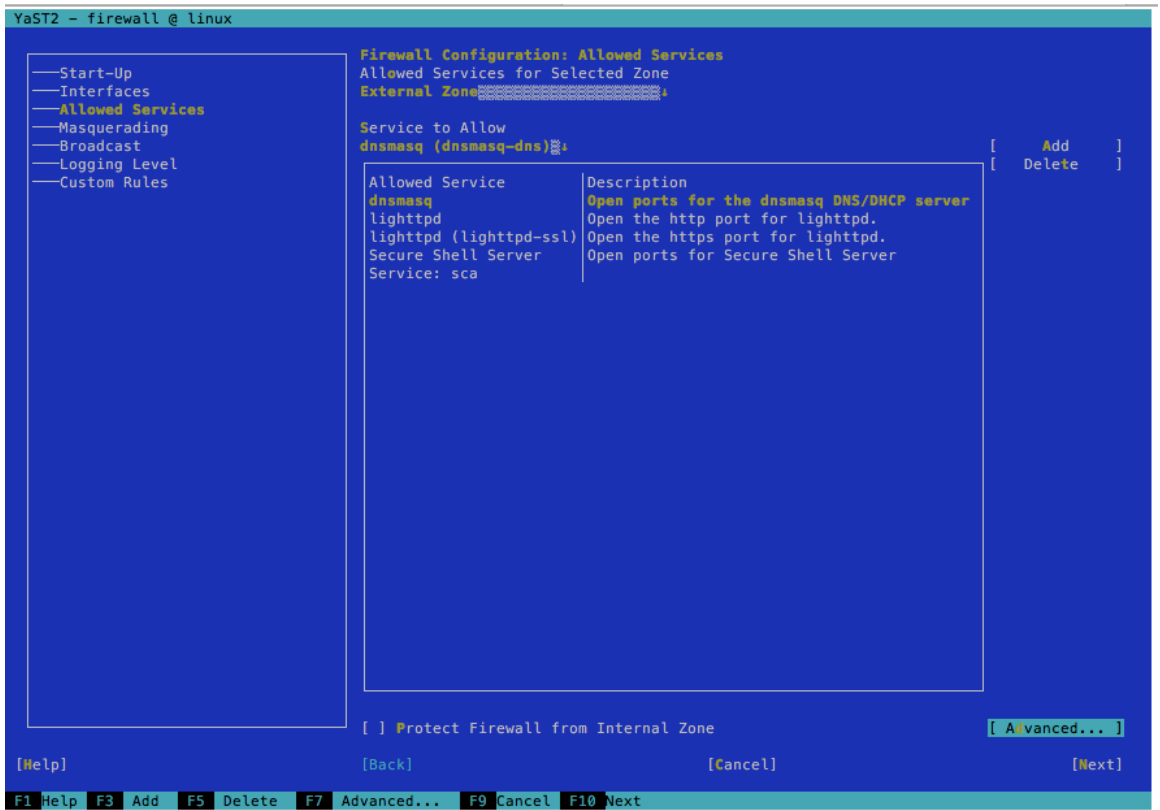 YaST2 - firewall @ linux
Firewall Configuration: Allowed Services
Start-Up
Interfaces
Allowed Services
Masquerading
Broadcast
Logging Level
Custom Rules
Allowed Services for Selected Zone
External Zone↓
Service to Allow
dnsmasq (dnsmasq-dns)↓
[ Add ]
[ Delete ]
Allowed Service Description
dnsmasq Open ports for the dnsmasq DNS/DHCP server
lighttpd Open the http port for lighttpd.
lighttpd (lighttpd-ssl) Open the https port for lighttpd.
Secure Shell Server Open ports for Secure Shell Server
Service: sca
[ ] Protect Firewall from Internal Zone [ Advanced... ]
[Help] [Back] [Cancel] [Next]
F1 Help F3 Add F5 Delete F7 Advanced... F9 Cancel F10 Next